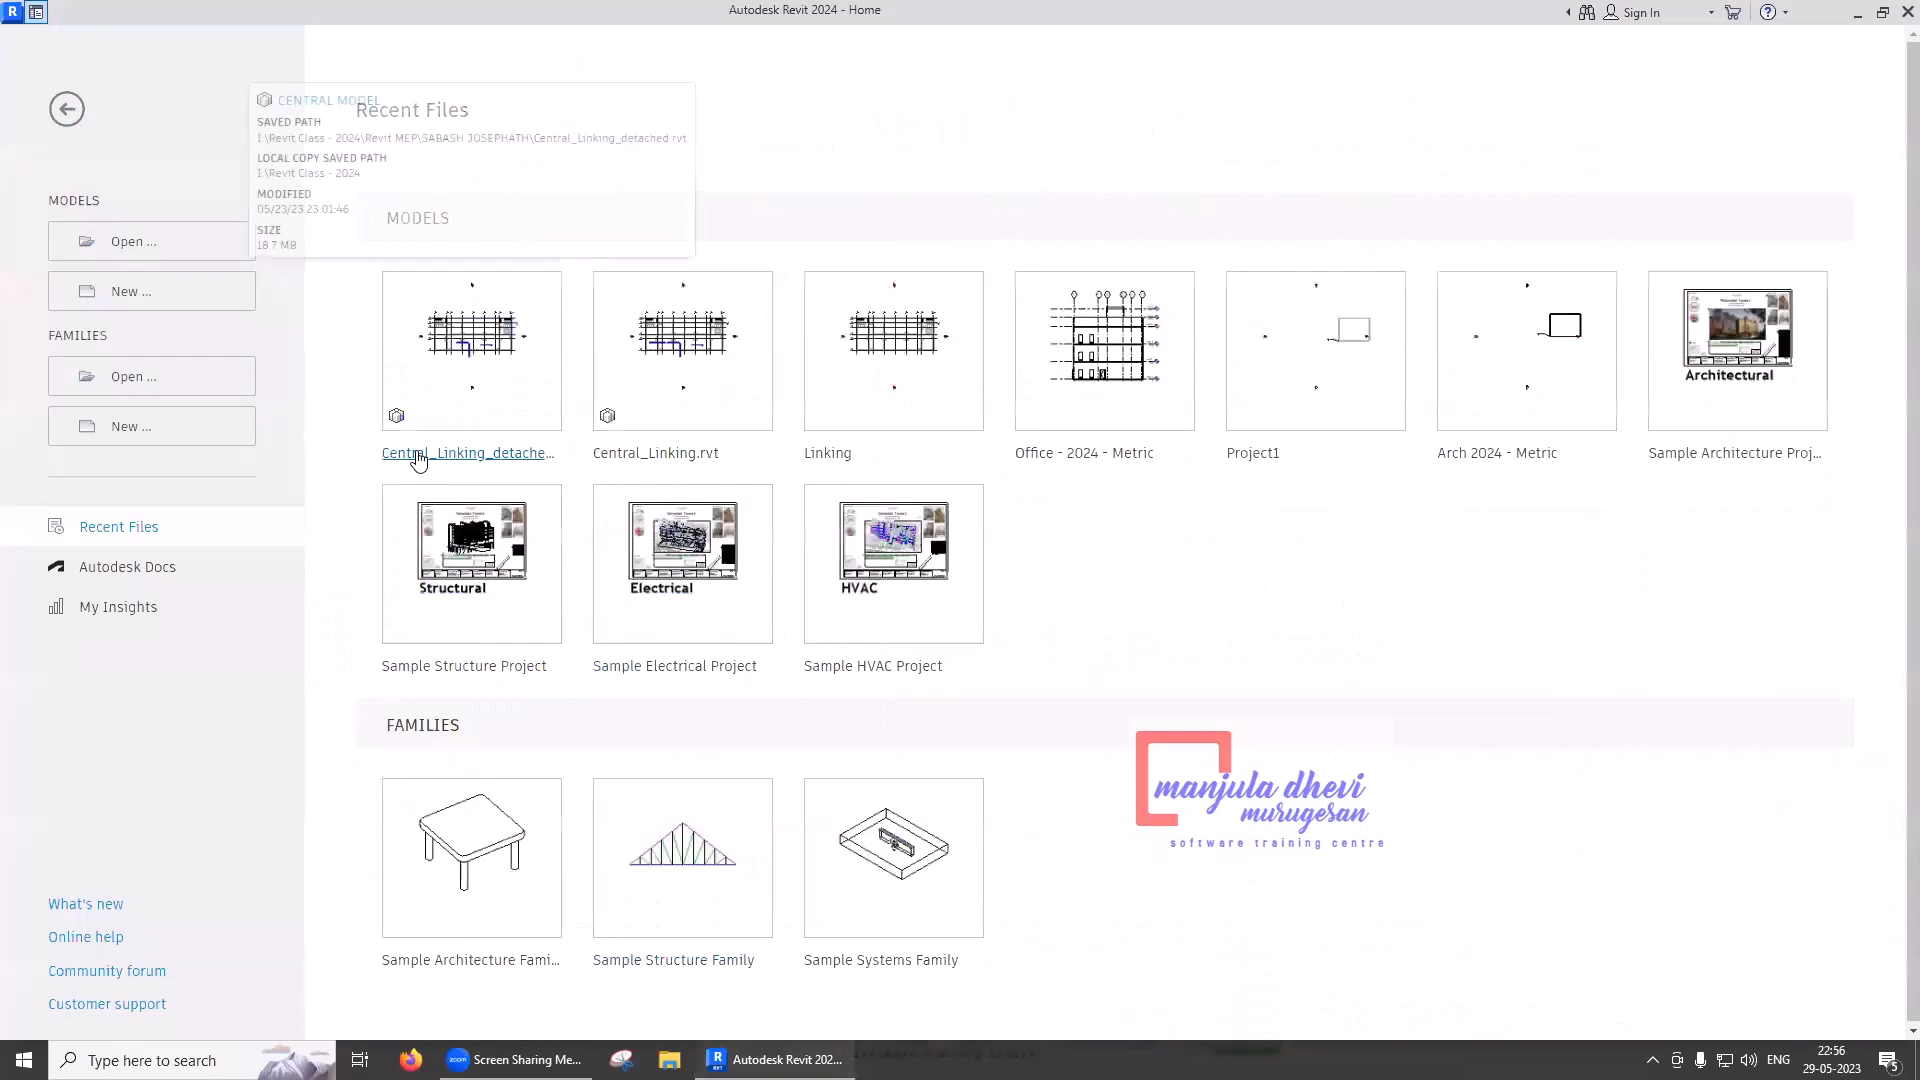 R
Autodesk Revit 2024 - Home
Sign In
CENTRAL MODEL
SAVED PATH
I:\Revit Class - 2024\Revit MEP\SABASH JOSEPHATH\Central_Linking_detached.rvt
LOCAL COPY SAVED PATH
I:\Revit Class - 2024
MODIFIED
05/23/23 23:01:46
SIZE
18.7 MB
Recent Files
MODELS
Open ...
New ...
FAMILIES
Open ...
New ...
Recent Files
Autodesk Docs
My Insights
What's new
Online help
Community forum
Customer support
MODELS
Central_Linking_detache...
Central_Linking.rvt
Linking
Office - 2024 - Metric
Project1
Arch 2024 - Metric
Architectural
Sample Architecture Proj...
Structural
Electrical
HVAC
Sample Structure Project
Sample Electrical Project
Sample HVAC Project
FAMILIES
manjula dhevi
murugesan
software training centre
Sample Architecture Fami...
Sample Structure Family
Sample Systems Family
Type here to search
zoom
Screen Sharing Me...
R
RVT
Autodesk Revit 202...
ENG
22:56
29-05-2023
5